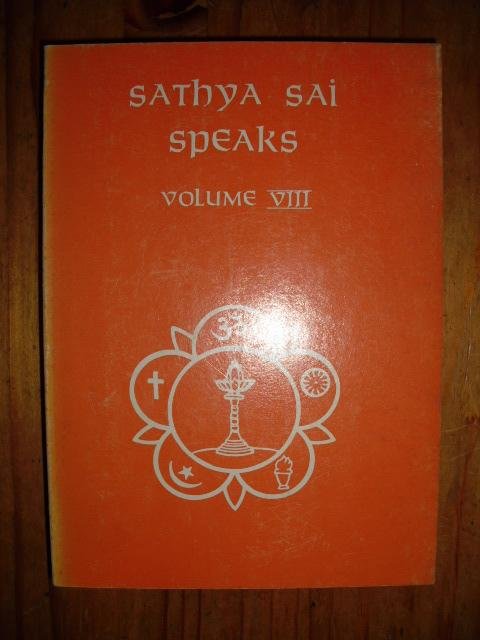 Sathya Sai
Speaks
Volume VIII
ॐ